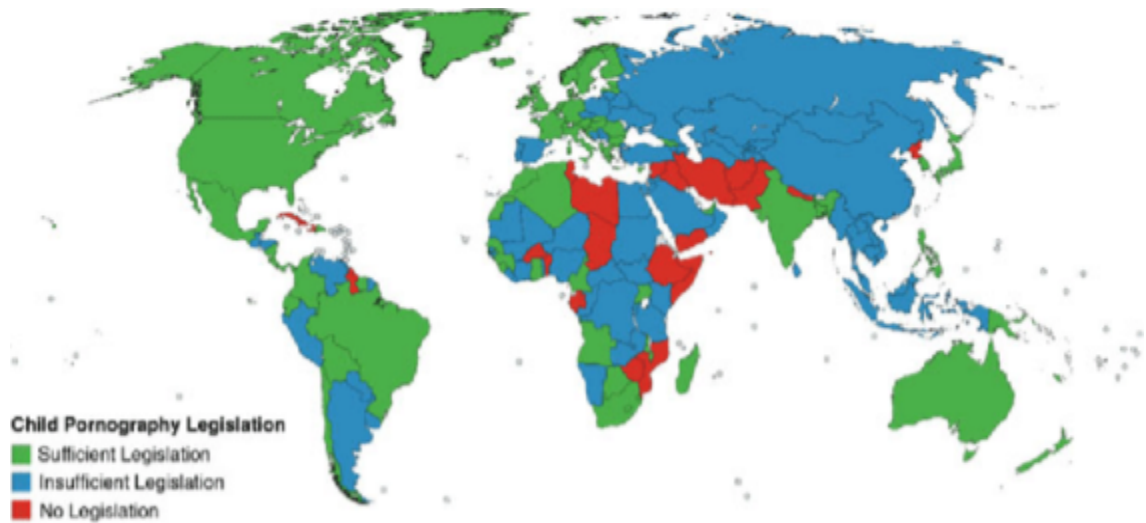 Child Pornography Legislation
Sufficient Legislation
Insufficient Legislation
No Legislation